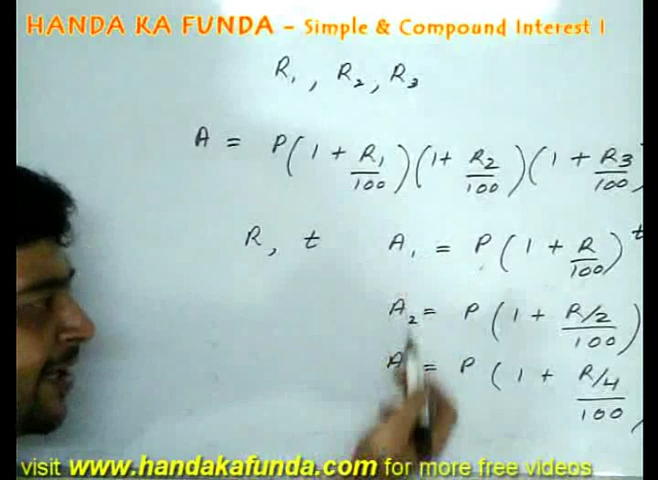 HANDA KA FUNDA – Simple & Compound Interest 1
R₁, R₂, R₃
A = P(1 + R₁/100)(1 + R₂/100)(1 + R3/100)
R, t A₁ = P(1 + R/100)^t
A₂ = P(1 + R/2/100)
A = P(1 + R/4/100
visit www.handakafunda.com for more free videos